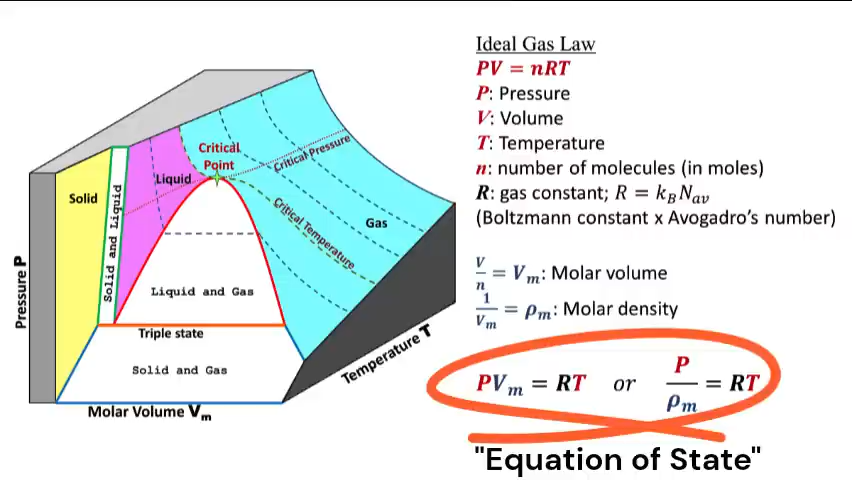 Ideal Gas Law
PV = nRT
P: Pressure
V: Volume
T: Temperature
n: number of molecules (in moles)
R: gas constant; R = k_B N_{av}
(Boltzmann constant x Avogadro's number)
V/n = V_m: Molar volume
1/V_m = ρ_m: Molar density
PV_m = RT or P/ρ_m = RT
"Equation of State"
Pressure P
Solid
Solid and Liquid
Liquid
Critical
Point
Critical Pressure
Critical Temperature
Gas
Liquid and Gas
Triple state
Solid and Gas
Molar Volume V_m
Temperature T